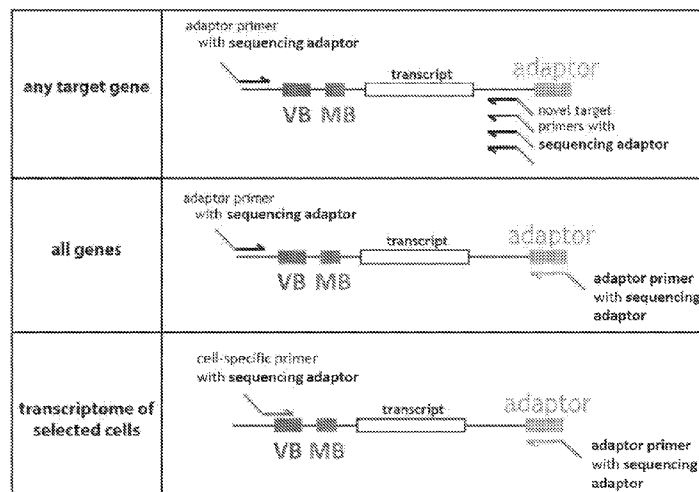 any target gene
adaptor primer
with sequencing adaptor
transcript
adaptor
VB MB
novel target
primers with
sequencing adaptor
all genes
adaptor primer
with sequencing adaptor
transcript
adaptor
VB MB
adaptor primer
with sequencing
adaptor
transcriptome of
selected cells
cell-specific primer
with sequencing adaptor
transcript
adaptor
VB MB
adaptor primer
with sequencing
adaptor